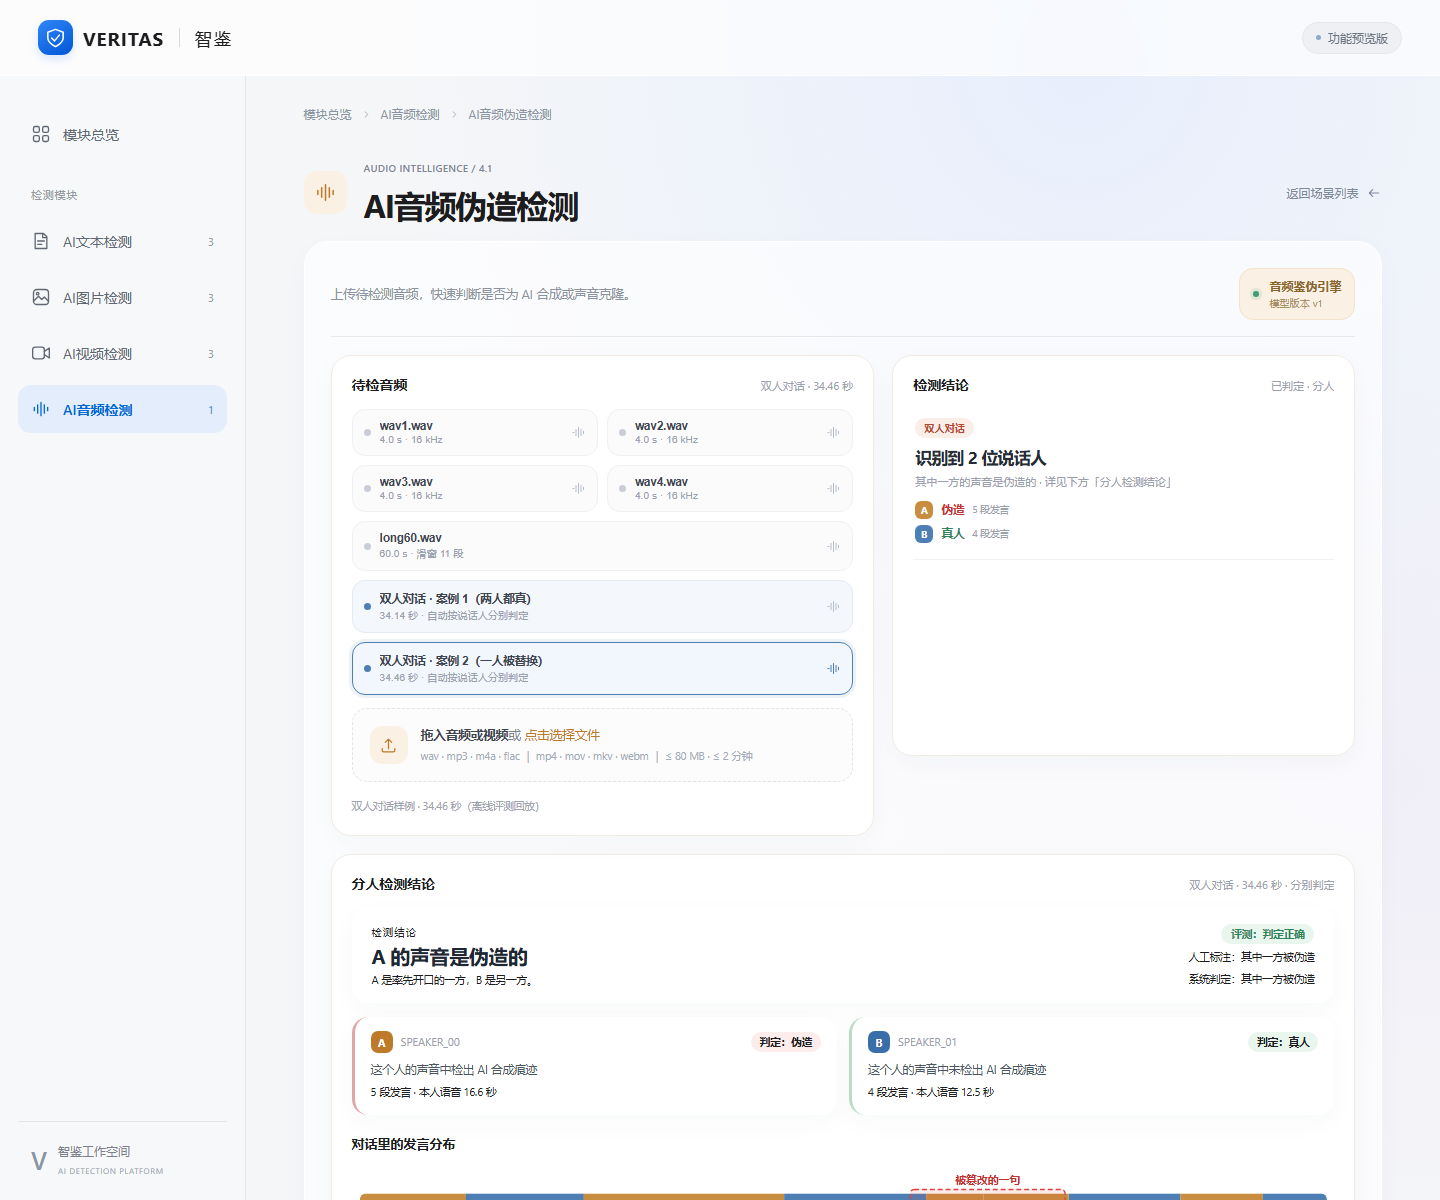 VERITAS 智鉴
功能预览版
模块总览
检测模块
AI文本检测 3
AI图片检测 3
AI视频检测 3
AI音频检测 1
V 智鉴工作空间
AI DETECTION PLATFORM
模块总览 > AI音频检测 > AI音频伪造检测
AUDIO INTELLIGENCE / 4.1
AI音频伪造检测
返回场景列表 ←
上传待检测音频，快速判断是否为 AI 合成或声音克隆。
音频鉴伪引擎
模型版本 v1
待检音频
双人对话 · 34.46 秒
wav1.wav
4.0 s · 16 kHz
wav2.wav
4.0 s · 16 kHz
wav3.wav
4.0 s · 16 kHz
wav4.wav
4.0 s · 16 kHz
long60.wav
60.0 s · 滑窗 11 段
双人对话 · 案例 1（两人都真）
34.14 秒 · 自动按说话人分别判定
双人对话 · 案例 2（一人被替换）
34.46 秒 · 自动按说话人分别判定
拖入音频或视频或 点击选择文件
wav · mp3 · m4a · flac | mp4 · mov · mkv · webm | ≤ 80 MB · ≤ 2 分钟
双人对话样例 · 34.46 秒（离线评测回放）
检测结论
已判定 · 分人
双人对话
识别到 2 位说话人
其中一方的声音是伪造的 · 详见下方「分人检测结论」
A 伪造 5 段发言
B 真人 4 段发言
分人检测结论
双人对话 · 34.46 秒 · 分别判定
检测结论
A 的声音是伪造的
A 是率先开口的一方，B 是另一方。
评测：判定正确
人工标注：其中一方被伪造
系统判定：其中一方被伪造
A SPEAKER_00
判定：伪造
这个人的声音中检出 AI 合成痕迹
5 段发言 · 本人语音 16.6 秒
B SPEAKER_01
判定：真人
这个人的声音中未检出 AI 合成痕迹
4 段发言 · 本人语音 12.5 秒
对话里的发言分布
被篡改的一句